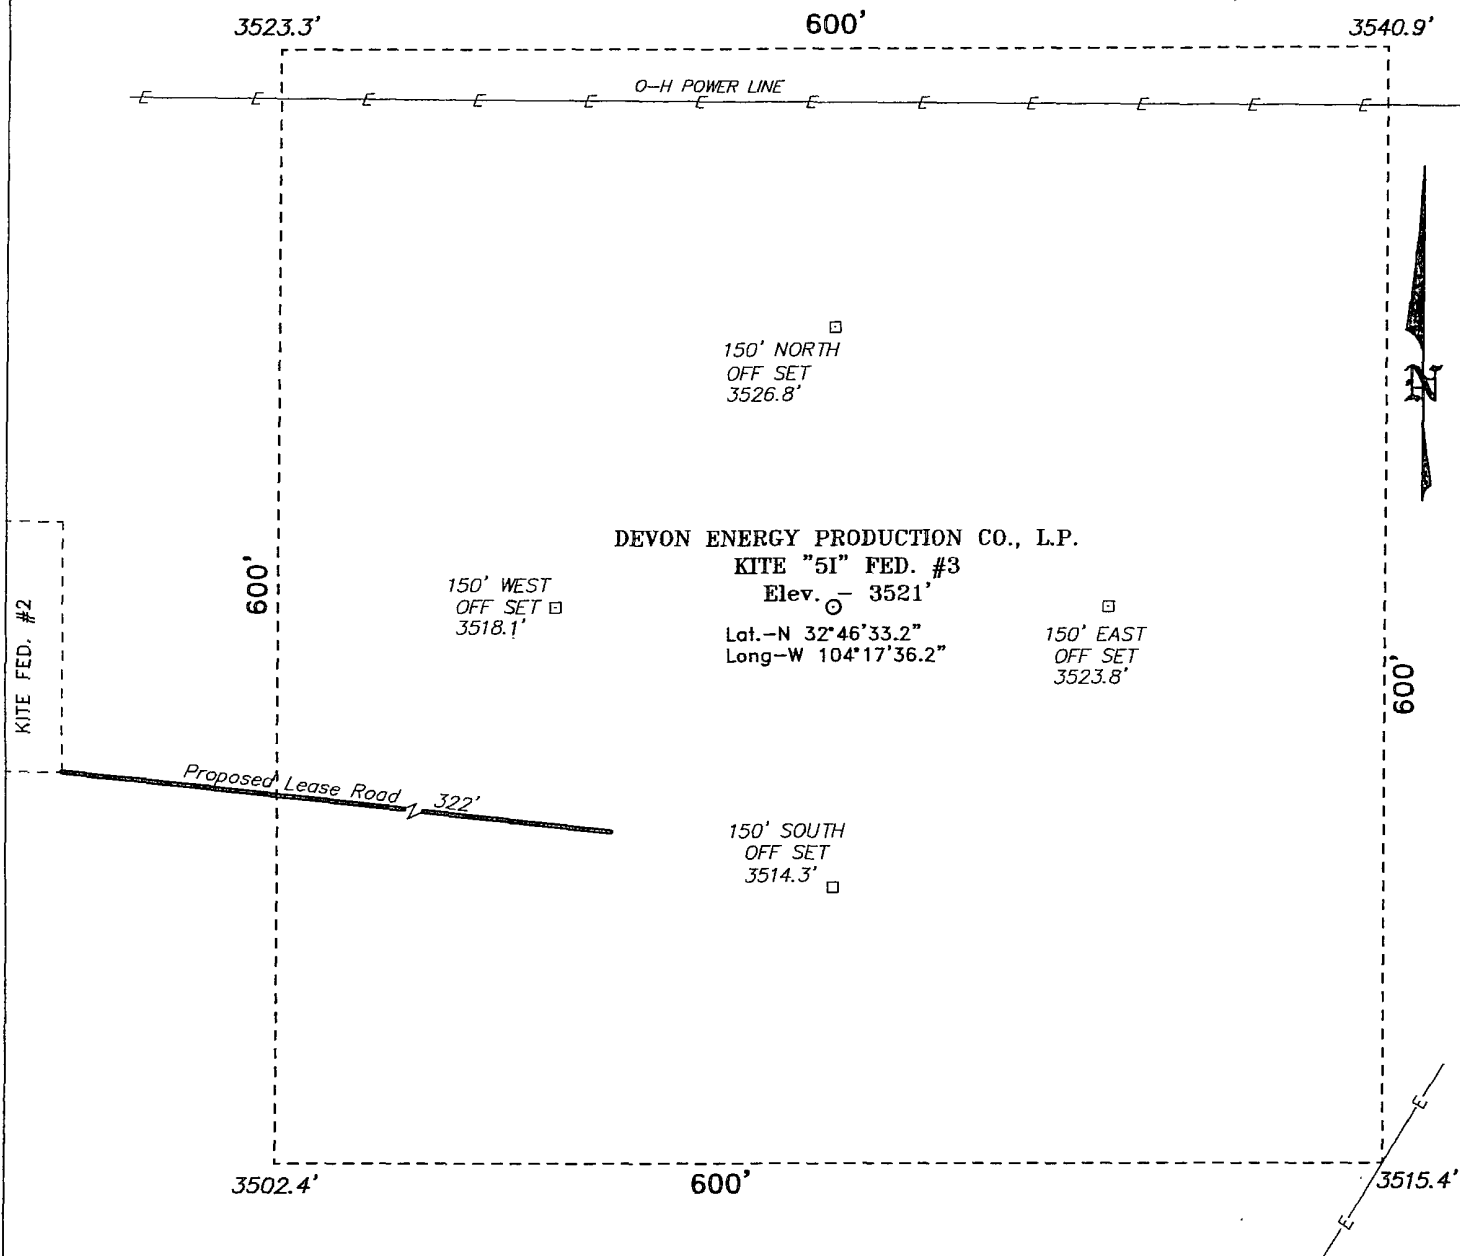 3523.3'
600'
3540.9'
O-H POWER LINE
E E E E E E E E E E E E
150' NORTH
OFF SET
3526.8'
N
DEVON ENERGY PRODUCTION CO., L.P.
KITE "5I" FED. #3
Elev. - 3521'
Lat.-N 32°46'33.2"
Long-W 104°17'36.2"
600'
150' WEST
OFF SET
3518.1'
150' EAST
OFF SET
3523.8'
600'
KITE FED. #2
Proposed Lease Road 322'
150' SOUTH
OFF SET
3514.3'
E
3502.4'
600'
3515.4'
E